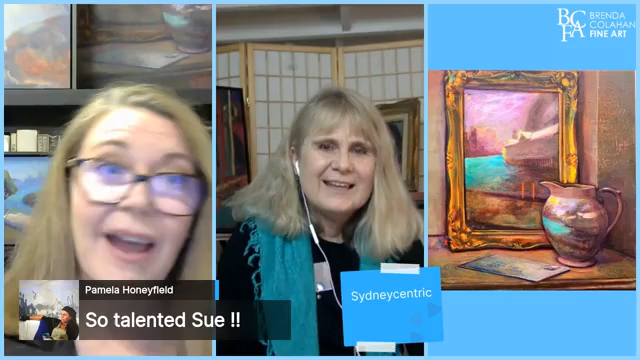 BCFA
BRENDA
COLAHAN
FINE ART
Pamela Honeyfield
So talented Sue !!
Sydneycentric